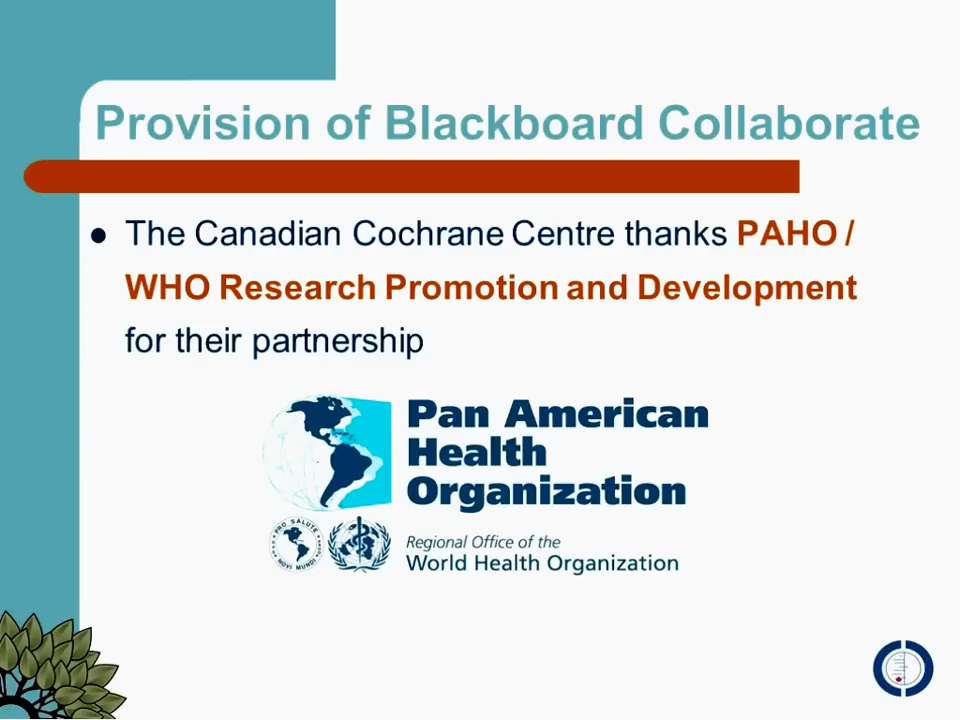 Provision of Blackboard Collaborate
The Canadian Cochrane Centre thanks PAHO /
WHO Research Promotion and Development
for their partnership
Pan American
Health
Organization
PRO SALUTE
NOVI MUNDI
Regional Office of the
World Health Organization